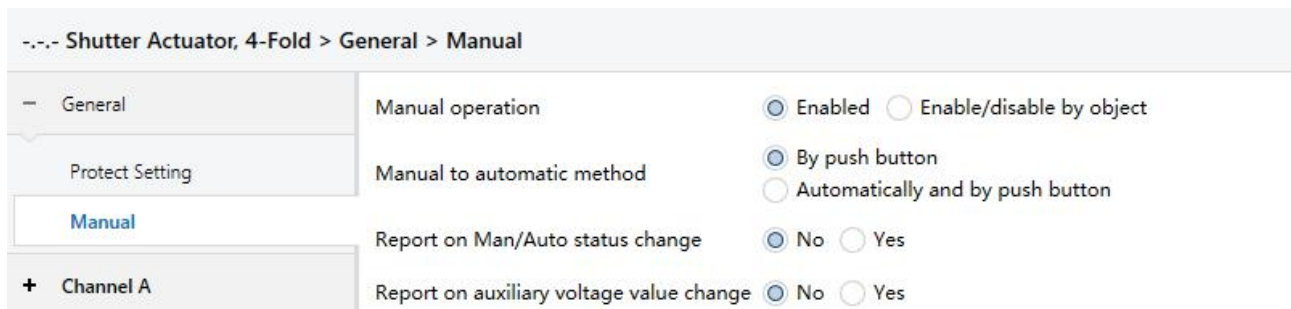 -.-.- Shutter Actuator, 4-Fold > General > Manual
− General
Manual operation Enabled Enable/disable by object
Protect Setting
Manual to automatic method By push button
Automatically and by push button
Manual
Report on Man/Auto status change No Yes
+ Channel A
Report on auxiliary voltage value change No Yes